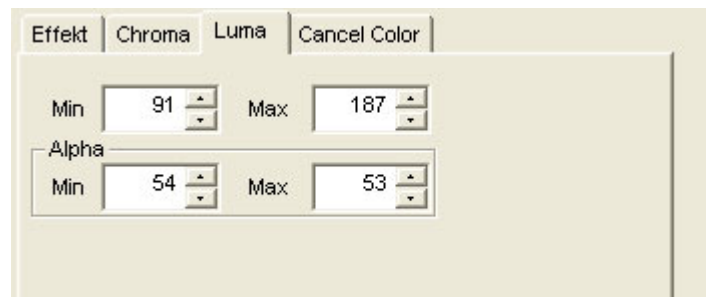 Effekt Chroma Luma Cancel Color
Min 91 Max 187
Alpha
Min 54 Max 53